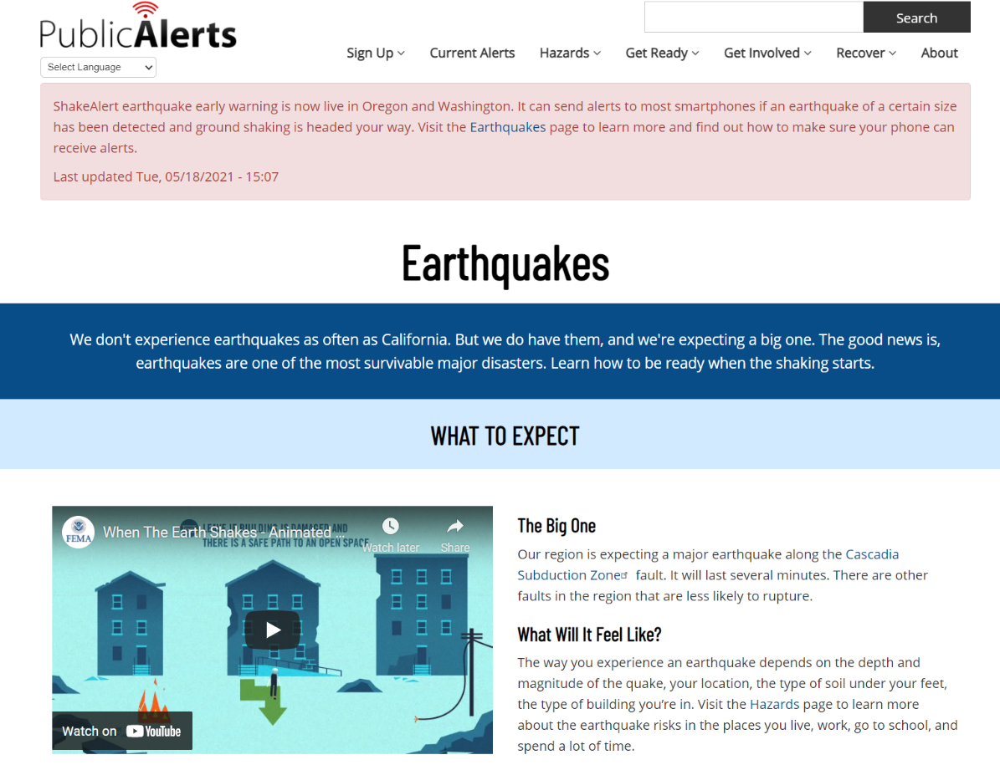 PublicAlerts
Search
Select Language
Sign Up
Current Alerts
Hazards
Get Ready
Get Involved
Recover
About
ShakeAlert earthquake early warning is now live in Oregon and Washington. It can send alerts to most smartphones if an earthquake of a certain size
has been detected and ground shaking is headed your way. Visit the Earthquakes page to learn more and find out how to make sure your phone can
receive alerts.
Last updated Tue, 05/18/2021 - 15:07
Earthquakes
We don't experience earthquakes as often as California. But we do have them, and we're expecting a big one. The good news is,
earthquakes are one of the most survivable major disasters. Learn how to be ready when the shaking starts.
WHAT TO EXPECT
FEMA
When The Earth Shakes - Animated ...
LEAVE IF BUILDING IS DAMAGED AND
THERE IS A SAFE PATH TO AN OPEN SPACE
Watch later
Share
Watch on YouTube
The Big One
Our region is expecting a major earthquake along the Cascadia
Subduction Zone fault. It will last several minutes. There are other
faults in the region that are less likely to rupture.
What Will It Feel Like?
The way you experience an earthquake depends on the depth and
magnitude of the quake, your location, the type of soil under your feet,
the type of building you’re in. Visit the Hazards page to learn more
about the earthquake risks in the places you live, work, go to school, and
spend a lot of time.